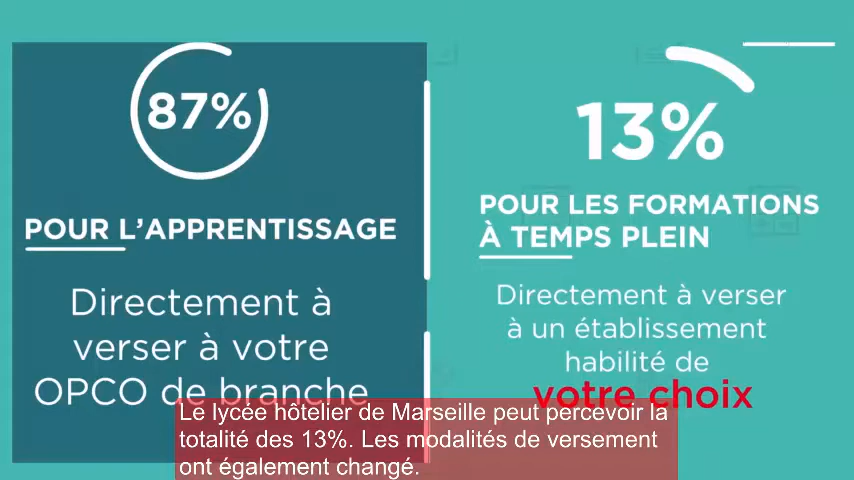 87%
POUR L'APPRENTISSAGE
Directement à
verser à votre
OPCO de branche
13%
POUR LES FORMATIONS
À TEMPS PLEIN
Directement à verser
à un établissement
habilité de
votre choix
Le lycée hôtelier de Marseille peut percevoir la
totalité des 13%. Les modalités de versement
ont également changé.